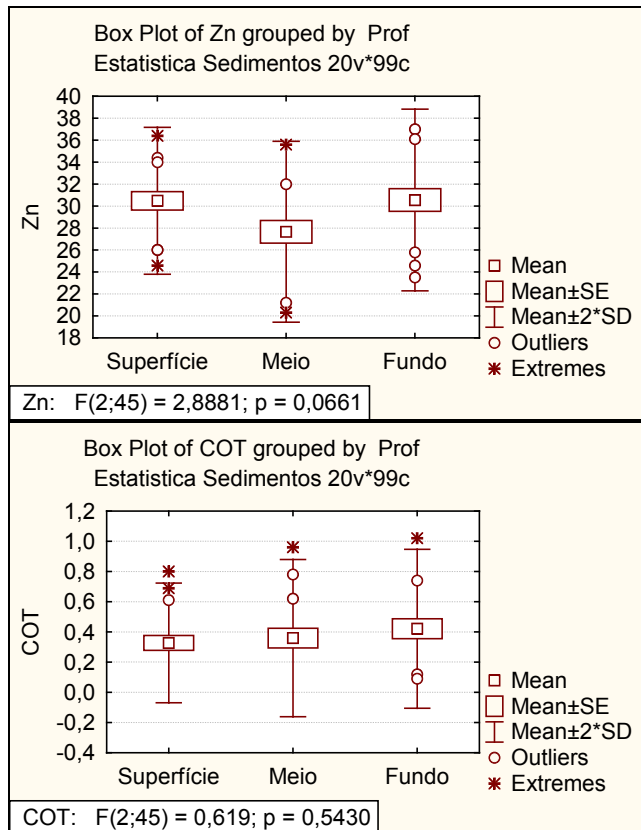 Box Plot of Zn grouped by  Prof
Estatistica Sedimentos 20v*99c
40
38
36
34
32
30
28
26
24
22
20
18
Zn
Superfície
Meio
Fundo
Mean
Mean±SE
Mean±2*SD
Outliers
Extremes
Zn:   F(2;45) = 2,8881; p = 0,0661
Box Plot of COT grouped by  Prof
Estatistica Sedimentos 20v*99c
1,2
1,0
0,8
0,6
0,4
0,2
0,0
-0,2
-0,4
COT
Superfície
Meio
Fundo
Mean
Mean±SE
Mean±2*SD
Outliers
Extremes
COT:   F(2;45) = 0,619; p = 0,5430